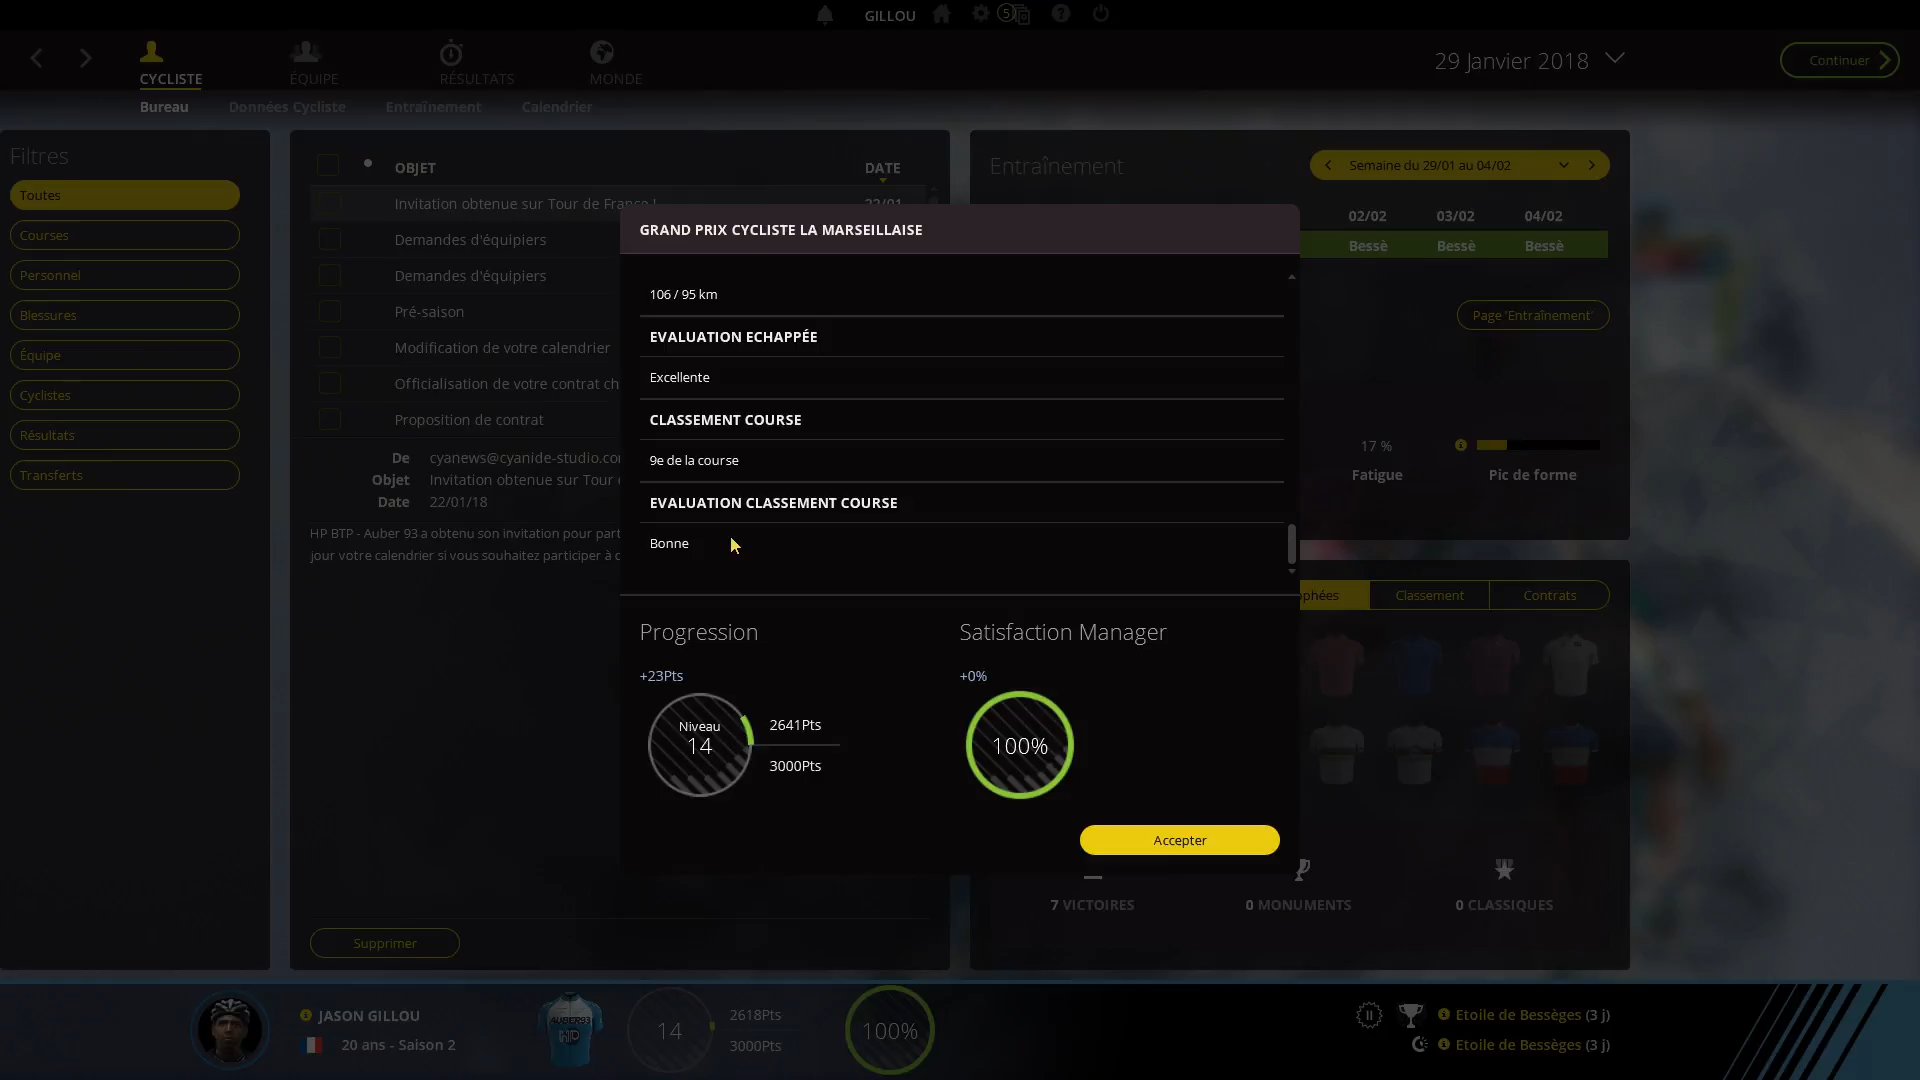 GILLOU
5
CYCLISTE
ÉQUIPE
RÉSULTATS
MONDE
29 Janvier 2018
Continuer
Bureau
Données Cycliste
Entraînement
Calendrier
Filtres
Toutes
Courses
Personnel
Blessures
Équipe
Cyclistes
Résultats
Transferts
OBJET
DATE
Invitation obtenue sur Tour de France !
22/01
Demandes d'équipiers
Demandes d'équipiers
Pré-saison
Modification de votre calendrier
Officialisation de votre contrat ch
Proposition de contrat
De cyanews@cyanide-studio.co
Objet Invitation obtenue sur Tour
Date 22/01/18
HP BTP - Auber 93 a obtenu son invitation pour part
jour votre calendrier si vous souhaitez participer à
Supprimer
Entraînement
Semaine du 29/01 au 04/02
02/02 03/02 04/02
Bessè Bessè Bessè
Page 'Entraînement'
17 %
Fatigue
Pic de forme
GRAND PRIX CYCLISTE LA MARSEILLAISE
106 / 95 km
EVALUATION ECHAPPÉE
Excellente
CLASSEMENT COURSE
9e de la course
EVALUATION CLASSEMENT COURSE
Bonne
Progression
+23Pts
Niveau
14
2641Pts
3000Pts
Satisfaction Manager
+0%
100%
Accepter
phées
Classement
Contrats
7 VICTOIRES
0 MONUMENTS
0 CLASSIQUES
JASON GILLOU
20 ans - Saison 2
AUBER93
HP
14
2618Pts
3000Pts
100%
Etoile de Bessèges (3 j)
Etoile de Bessèges (3 j)